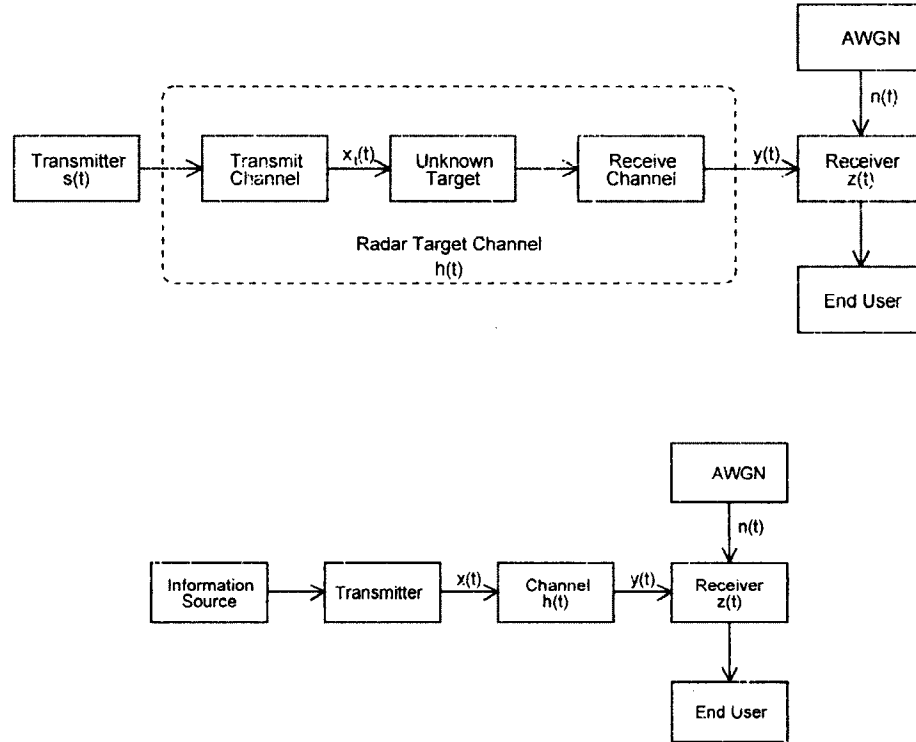 AWGN
n(t)
Transmitter
s(t)
Transmit
Channel
x₁(t)
Unknown
Target
Receive
Channel
y(t)
Receiver
z(t)
Radar Target Channel
h(t)
End User
AWGN
n(t)
Information
Source
Transmitter
x(t)
Channel
h(t)
y(t)
Receiver
z(t)
End User